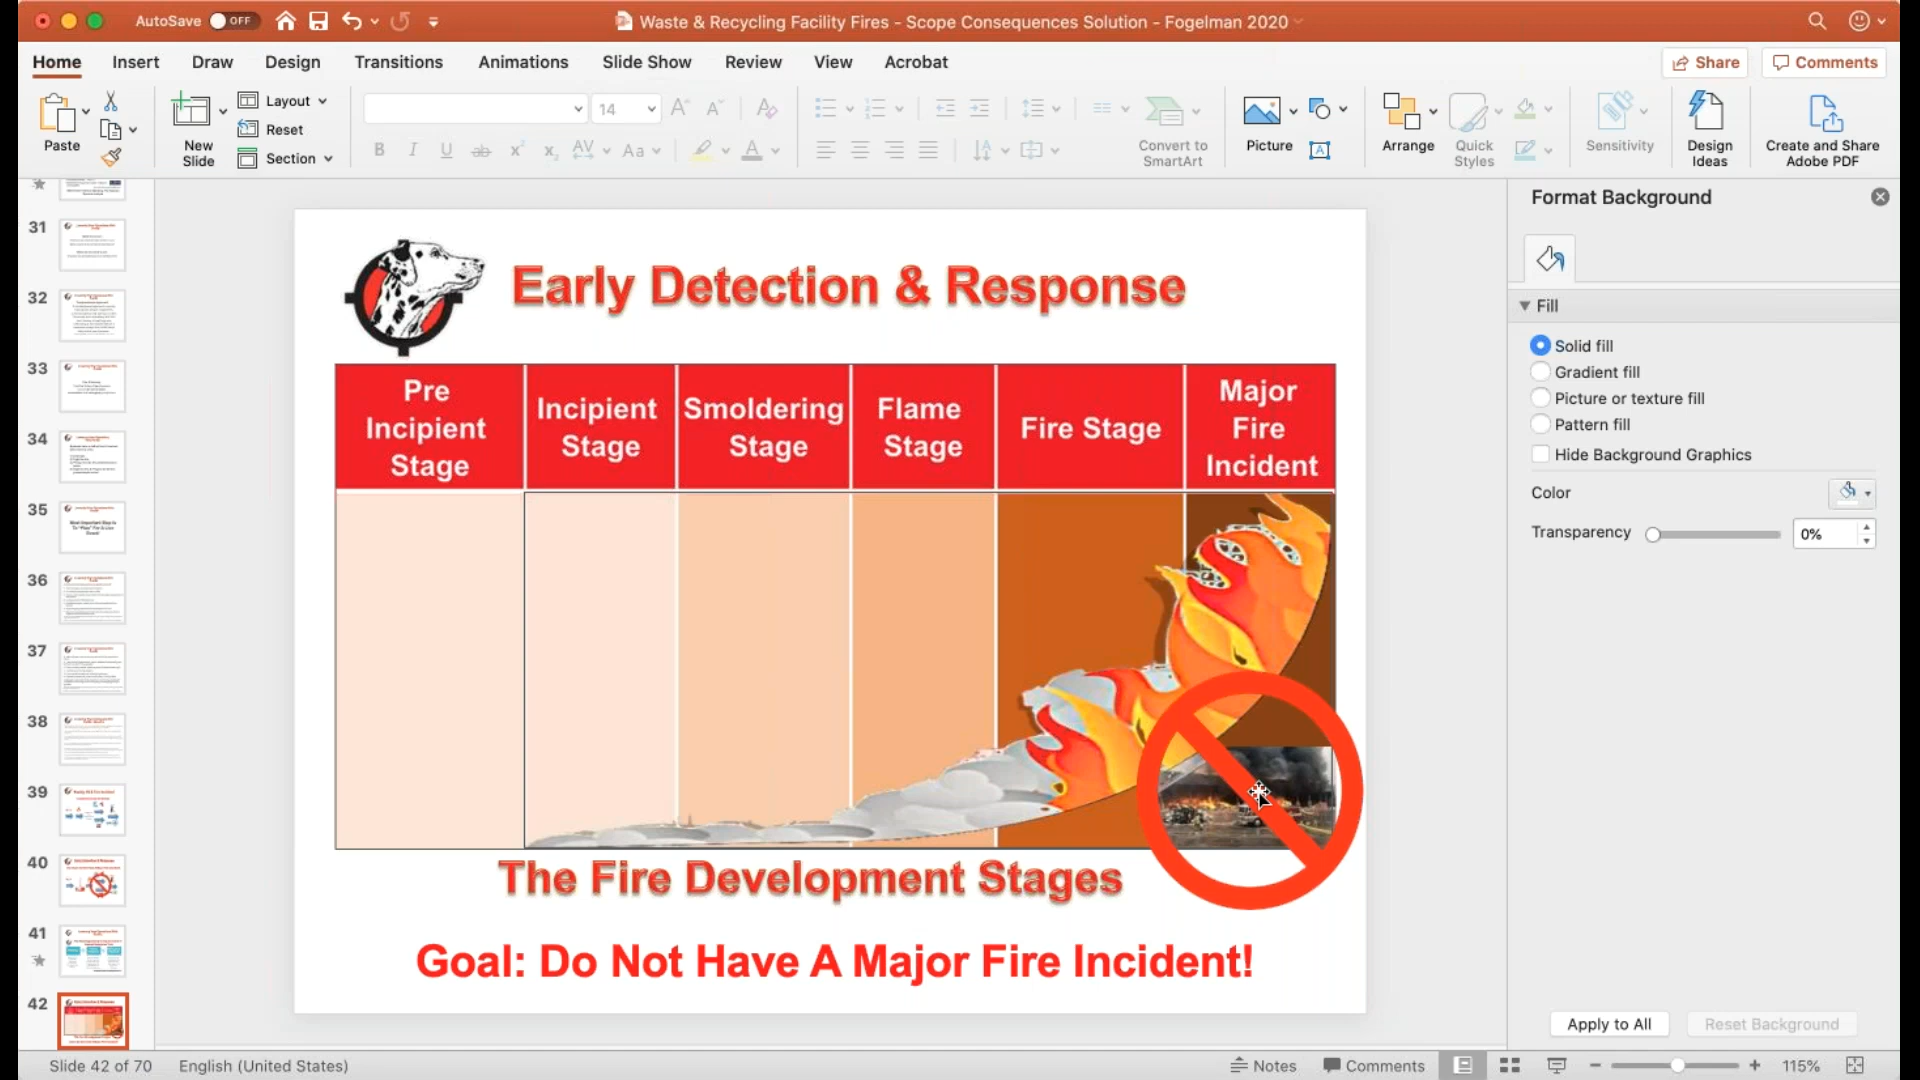 AutoSave OFF
Waste & Recycling Facility Fires - Scope Consequences Solution - Fogelman 2020
Home Insert Draw Design Transitions Animations Slide Show Review View Acrobat
Share Comments
Paste
New
Slide
Layout
Reset
Section
14
B I U ab x² x₂ AV Aa A
Convert to
SmartArt
Picture
Arrange
Quick
Styles
Sensitivity
Design
Ideas
Create and Share
Adobe PDF
31
32
33
34
35
36
37
38
39
40
41
42
Early Detection & Response
Pre
Incipient
Stage
Incipient
Stage
Smoldering
Stage
Flame
Stage
Fire Stage
Major
Fire
Incident
The Fire Development Stages
Goal: Do Not Have A Major Fire Incident!
Format Background
Fill
Solid fill
Gradient fill
Picture or texture fill
Pattern fill
Hide Background Graphics
Color
Transparency 0%
Apply to All Reset Background
Slide 42 of 70 English (United States) Notes Comments 115%